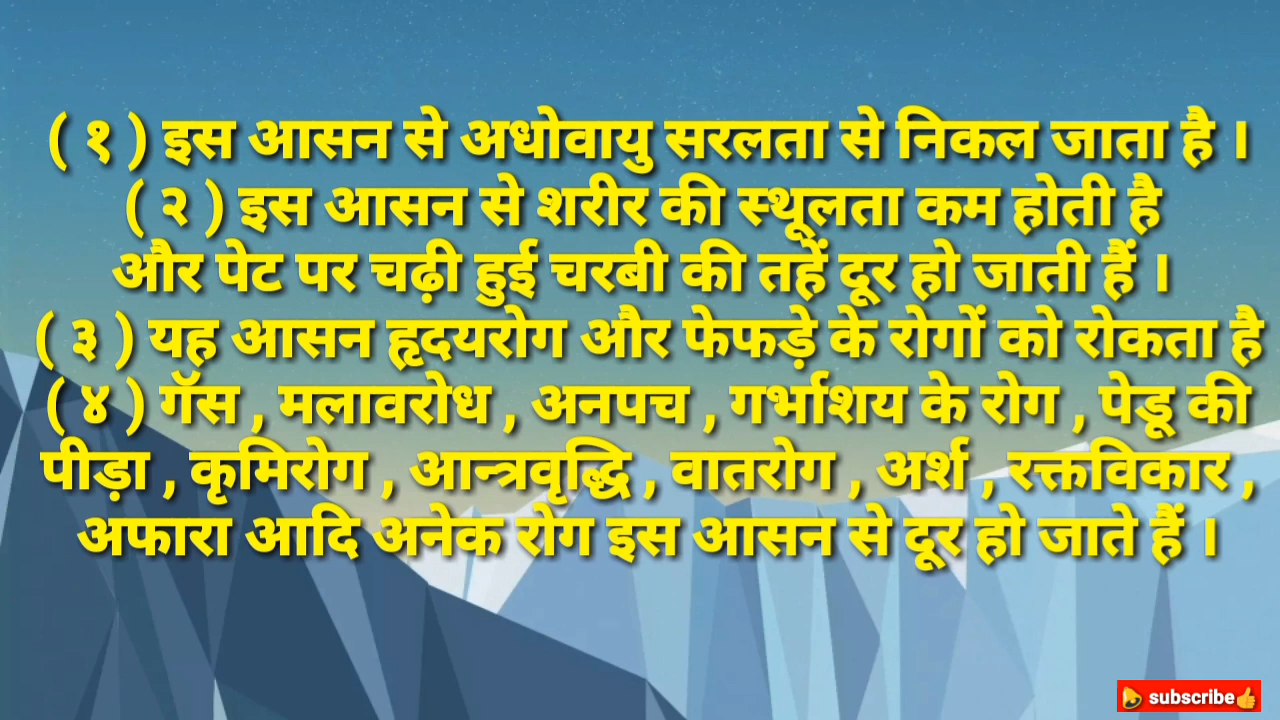 ( १ ) इस आसन से अधोवायु सरलता से निकल जाता है ।
( २ ) इस आसन से शरीर की स्थूलता कम होती है
और पेट पर चढ़ी हुई चरबी की तहें दूर हो जाती हैं ।
( ३ ) यह आसन हृदयरोग और फेफड़े के रोगों को रोकता है
( ४ ) गॅस , मलावरोध , अनपच , गर्भाशय के रोग , पेडू की
पीड़ा , कृमिरोग , आन्त्रवृद्धि , वातरोग , अर्श , रक्तविकार ,
अफारा आदि अनेक रोग इस आसन से दूर हो जाते हैं ।
subscribe